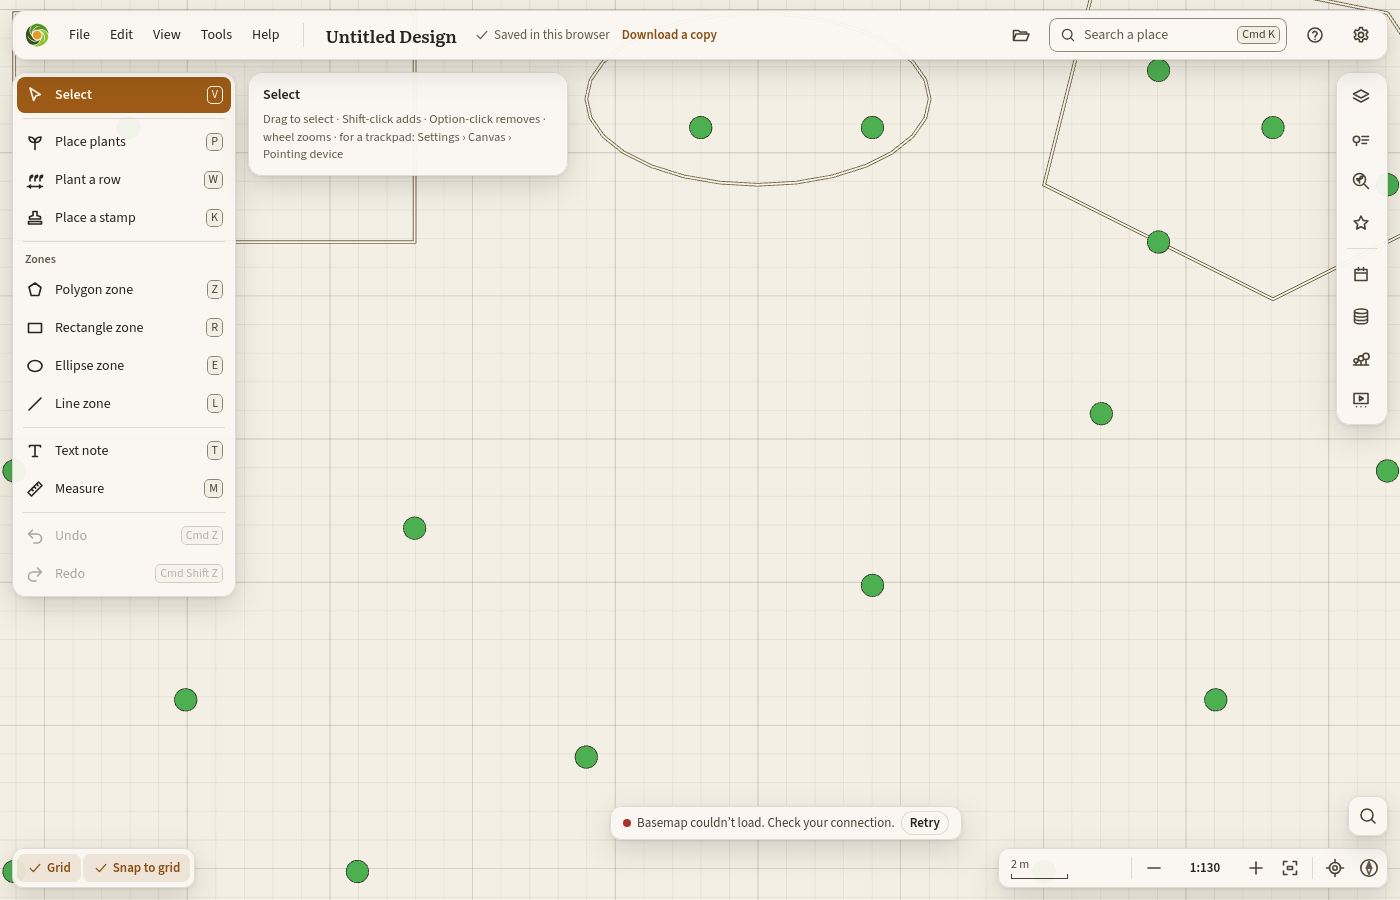 File Edit View Tools Help Untitled Design Saved in this browser Download a copy Search a place Cmd K
Select V
Place plants P
Plant a row W
Place a stamp K
Zones
Polygon zone Z
Rectangle zone R
Ellipse zone E
Line zone L
Text note T
Measure M
Undo Cmd Z
Redo Cmd Shift Z
Select
Drag to select · Shift-click adds · Option-click removes ·
wheel zooms · for a trackpad: Settings › Canvas ›
Pointing device
Basemap couldn’t load. Check your connection. Retry
Grid Snap to grid
2 m 1:130